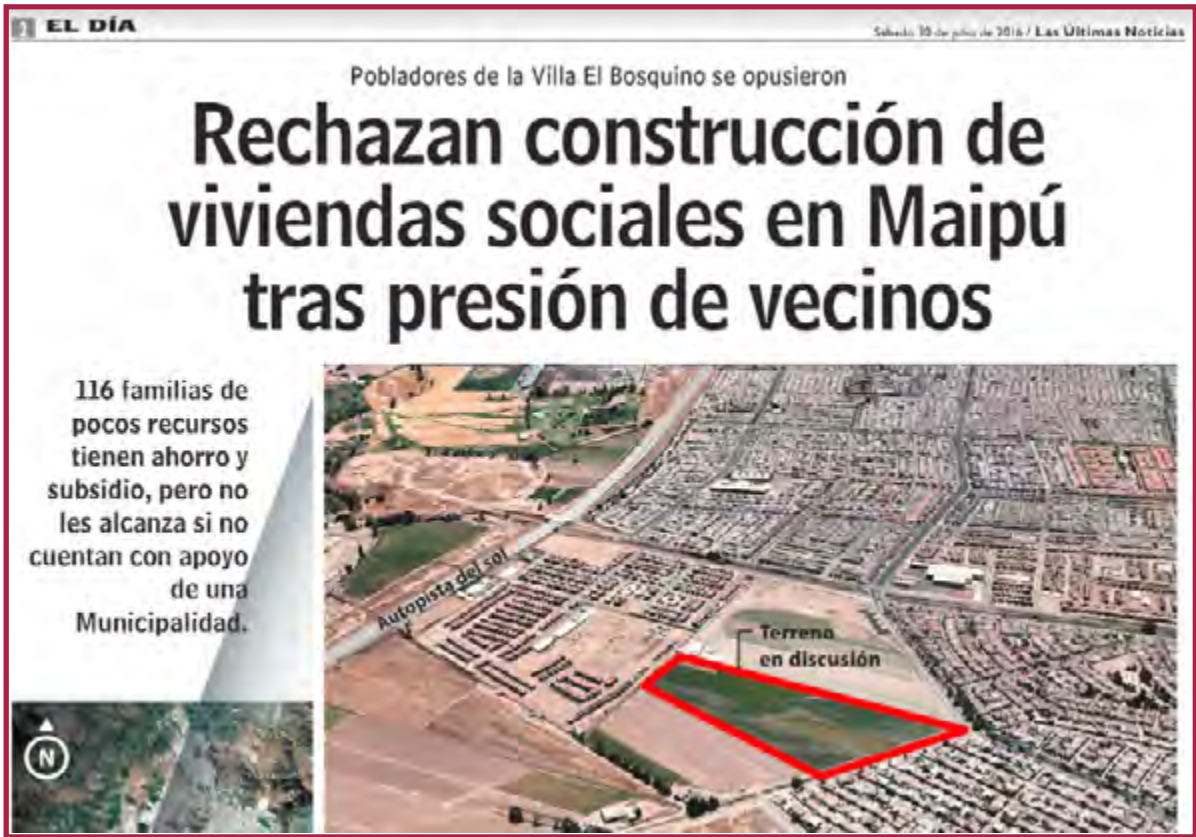 2 EL DÍA
Sábado 30 de julio de 2016 / Las Últimas Noticias
Pobladores de la Villa El Bosquino se opusieron
Rechazan construcción de
viviendas sociales en Maipú
tras presión de vecinos
116 familias de
pocos recursos
tienen ahorro y
subsidio, pero no
les alcanza si no
cuentan con apoyo
de una
Municipalidad.
Autopista del sol
Terreno
en discusión
N